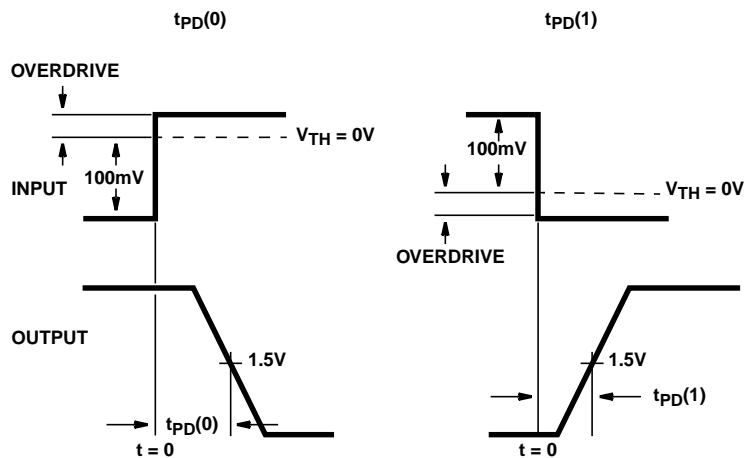 tPD(0)
OVERDRIVE
VTH = 0V
100mV
INPUT
OUTPUT
1.5V
tPD(0)
t = 0
tPD(1)
100mV
VTH = 0V
OVERDRIVE
1.5V
tPD(1)
t = 0